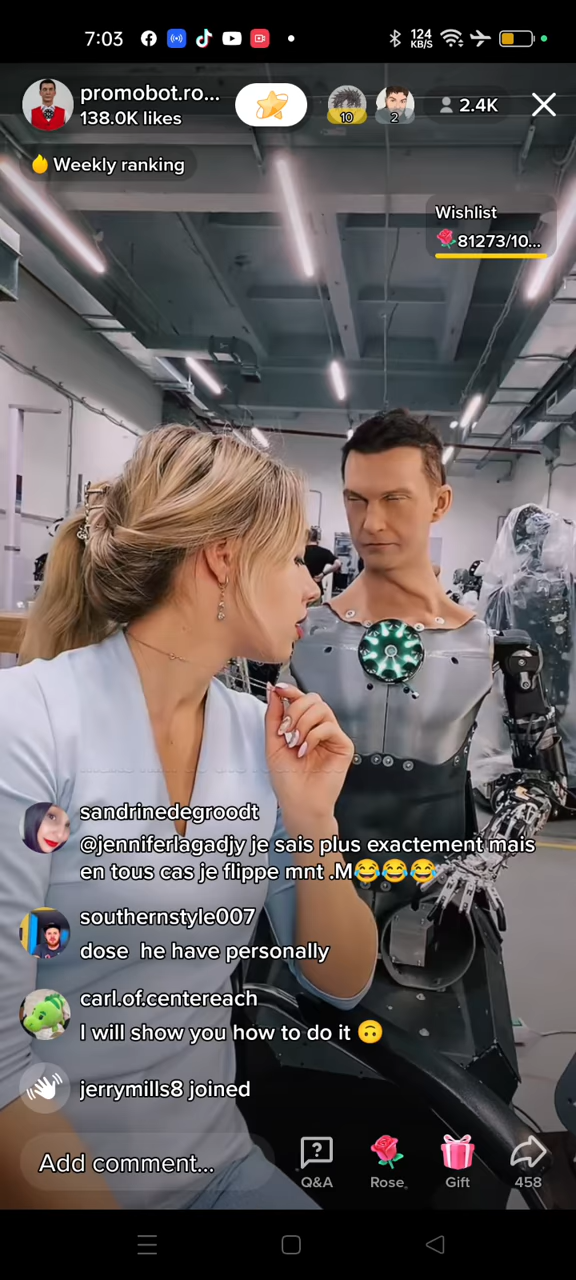 7:03
124
KB/S
promobot.ro...
138.0K likes
10
2
2.4K
Weekly ranking
Wishlist
81273/10...
sandrinedegroodt
@jenniferlagadjy je sais plus exactement mais
en tous cas je flippe mnt .M😂😂😂
southernstyle007
dose he have personally
carl.of.centereach
I will show you how to do it 🙃
jerrymills8 joined
Add comment...
Q&A
Rose
Gift
458